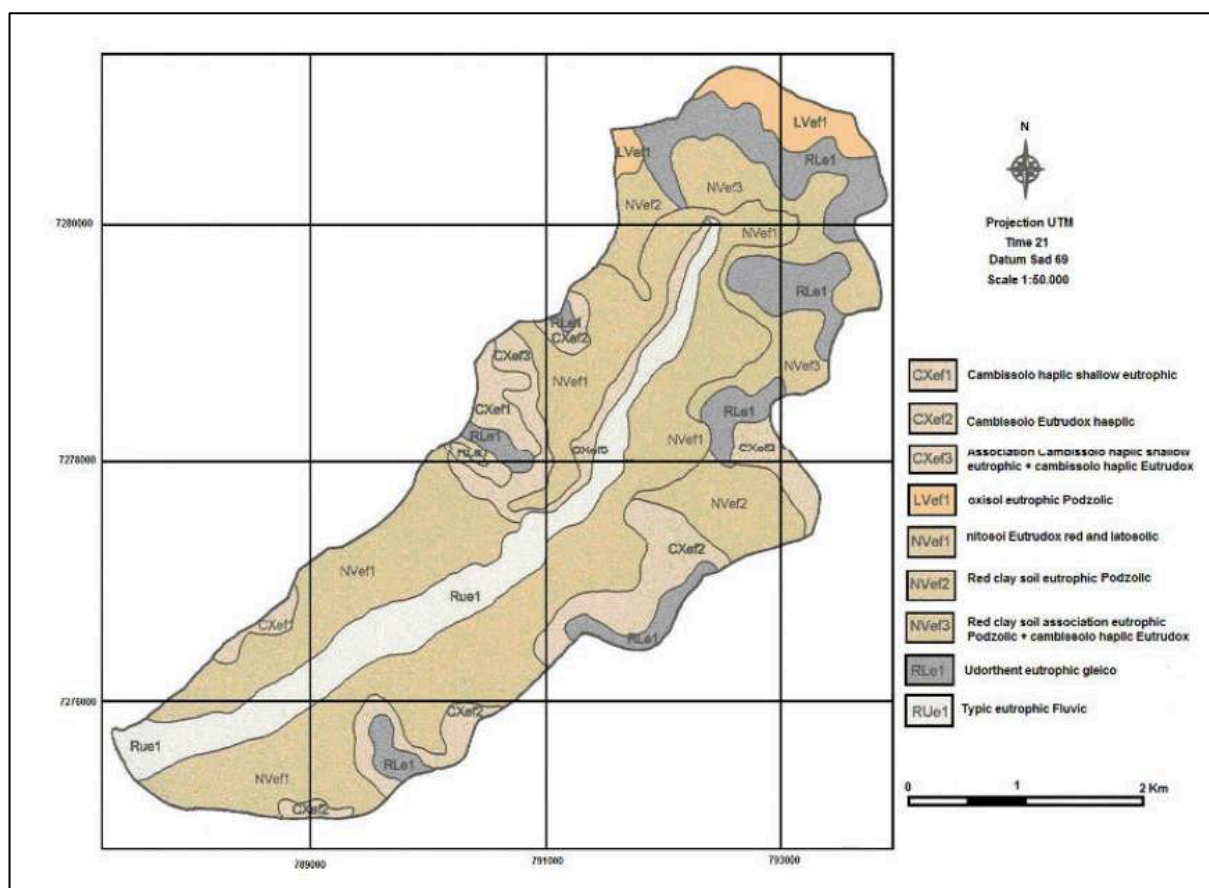 LVef1
N
LVef1
RLe1
NVef3
NVef2
7280000
NVef1
Projection UTM
Time 21
Datum Sad 69
Scale 1:50.000
RLe1
RLe1
CXef2
CXef3
NVef1
NVef3
CXef1
RLe1
RLe1
NVef1
CXef3
7278000
NVef2
CXef2
NVef1
Rue1
CXef1
RLe1
7276000
CXef2
Rue1
RLe1
NVef1
CXef2
789000
791000
793000
CXef1 Cambissolo haplic shallow eutrophic
CXef2 Cambissolo Eutrudox hasplic
CXef3 Association Cambissolo haplic shallow
eutrophic + cambissolo haplic Eutrudox
LVef1 oxisol eutrophic Podzolic
NVef1 nitosol Eutrudox red and latosolic
NVef2 Red clay soil eutrophic Podzolic
NVef3 Red clay soil association eutrophic
Podzolic + cambissolo haplic Eutrudox
RLe1 Udorthent eutrophic gleico
RUe1 Typic eutrophic Fluvic
0 1 2 Km